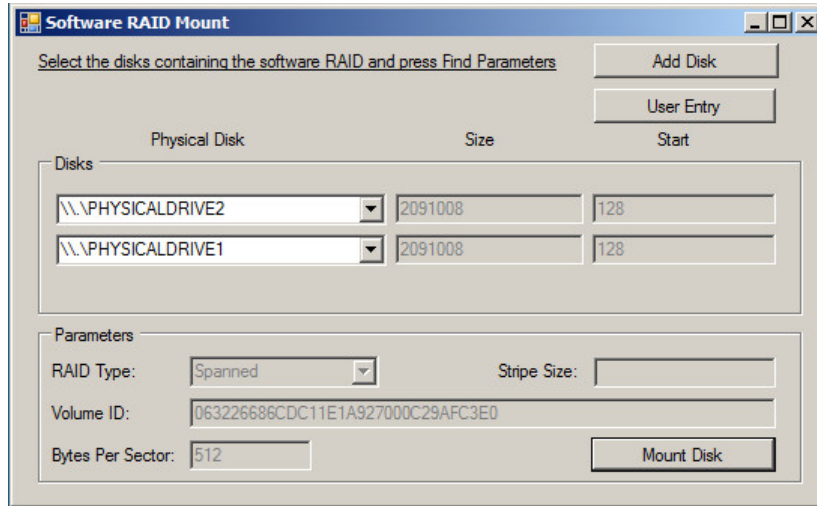 Software RAID Mount
Select the disks containing the software RAID and press Find Parameters
Add Disk
User Entry
Physical Disk Size Start
Disks
\\.\PHYSICALDRIVE2 2091008 128
\\.\PHYSICALDRIVE1 2091008 128
Parameters
RAID Type: Spanned Stripe Size:
Volume ID: 063226686CDC11E1A927000C29AFC3E0
Bytes Per Sector: 512 Mount Disk